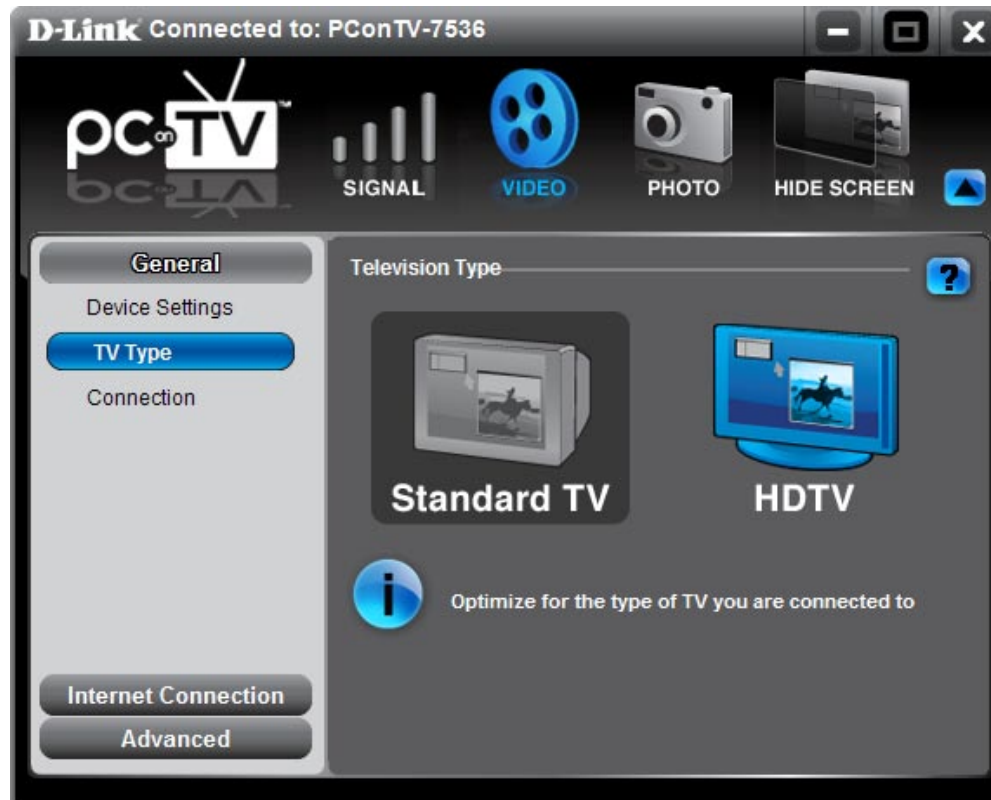 D-Link Connected to: PConTV-7536
PC on TV™
SIGNAL
VIDEO
PHOTO
HIDE SCREEN
General
Device Settings
TV Type
Connection
Internet Connection
Advanced
Television Type
?
Standard TV
HDTV
i
Optimize for the type of TV you are connected to